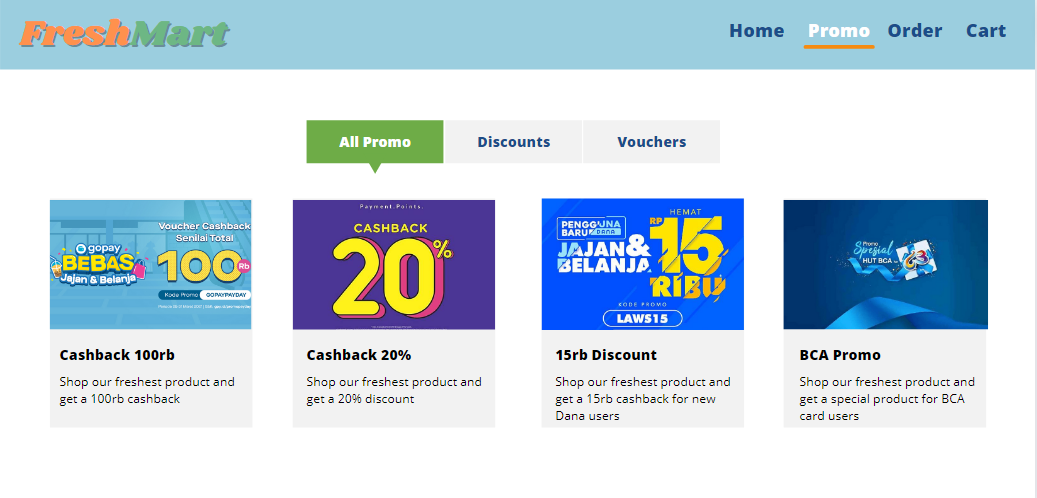 FreshMart
Home Promo Order Cart
All Promo Discounts Vouchers
Voucher Cashback
Senilai Total
gopay
BEBAS
Jajan & Belanja
100 Rb
Kode Promo GOPAYPAYDAY
Payment Points.
CASHBACK
20%
PENGGUNA
BARU DANA
JAJAN&
BELANJA
HEMAT
RP
15
RIBU
KODE PROMO
LAWS15
Promo
Spesial
HUT BCA
63
Cashback 100rb
Shop our freshest product and
get a 100rb cashback
Cashback 20%
Shop our freshest product and
get a 20% discount
15rb Discount
Shop our freshest product and
get a 15rb cashback for new
Dana users
BCA Promo
Shop our freshest product and
get a special product for BCA
card users